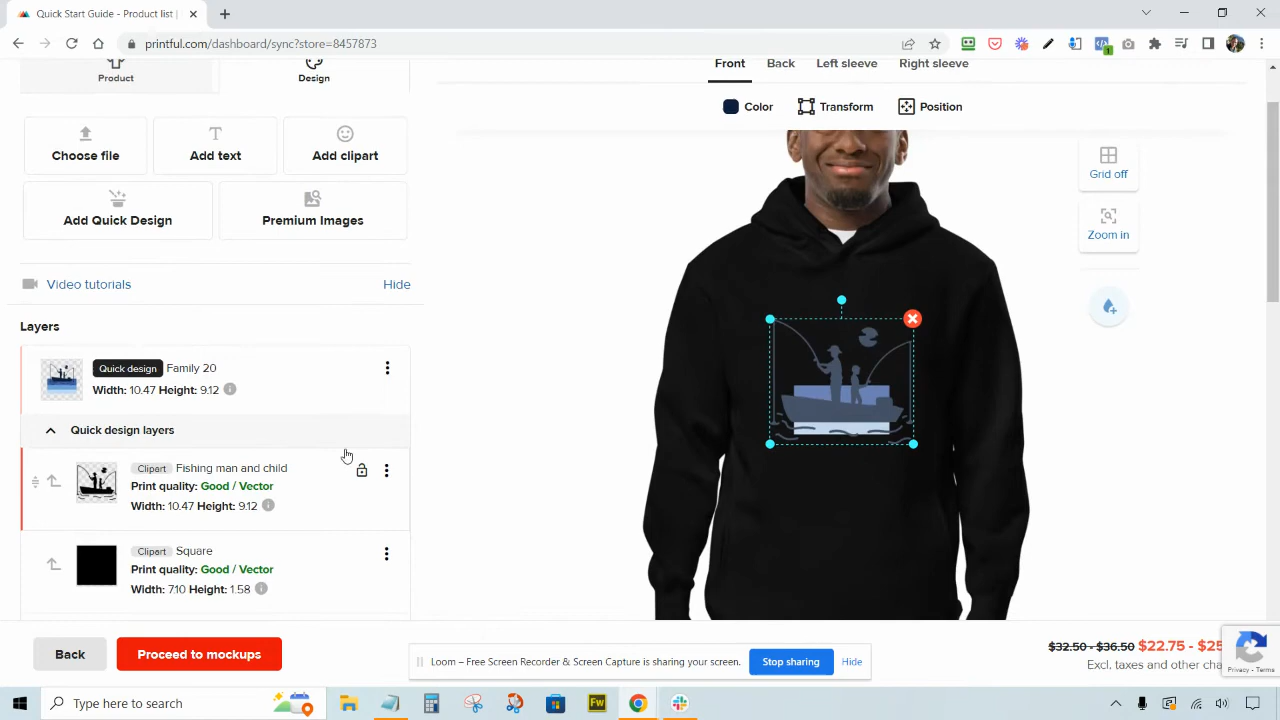 Quick Start Guide - Product list |
printful.com/dashboard/sync?store=8457873
1
Product
Design
Front Back Left sleeve Right sleeve
Color Transform Position
Choose file
Add text
Add clipart
Add Quick Design
Premium Images
Grid off
Zoom in
Video tutorials
Hide
Layers
Quick design Family 20
Width: 10.47 Height: 9.12
Quick design layers
Clipart Fishing man and child
Print quality: Good / Vector
Width: 10.47 Height: 9.12
Clipart Square
Print quality: Good / Vector
Width: 7.10 Height: 1.58
Back
Proceed to mockups
Loom – Free Screen Recorder & Screen Capture is sharing your screen.
Stop sharing
Hide
$32.50 - $36.50 $22.75 - $25
Excl. taxes and other cha
Privacy - Terms
Type here to search
Fw